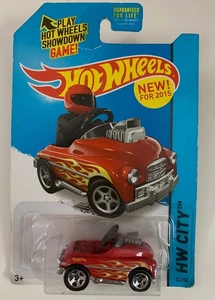 PLAY
HOT WHEELS
SHOWDOWN
GAME!
GUARANTEED
FOR LIFE
HOT WHEELS
NEW!
FOR 2015
HW CITY
3+